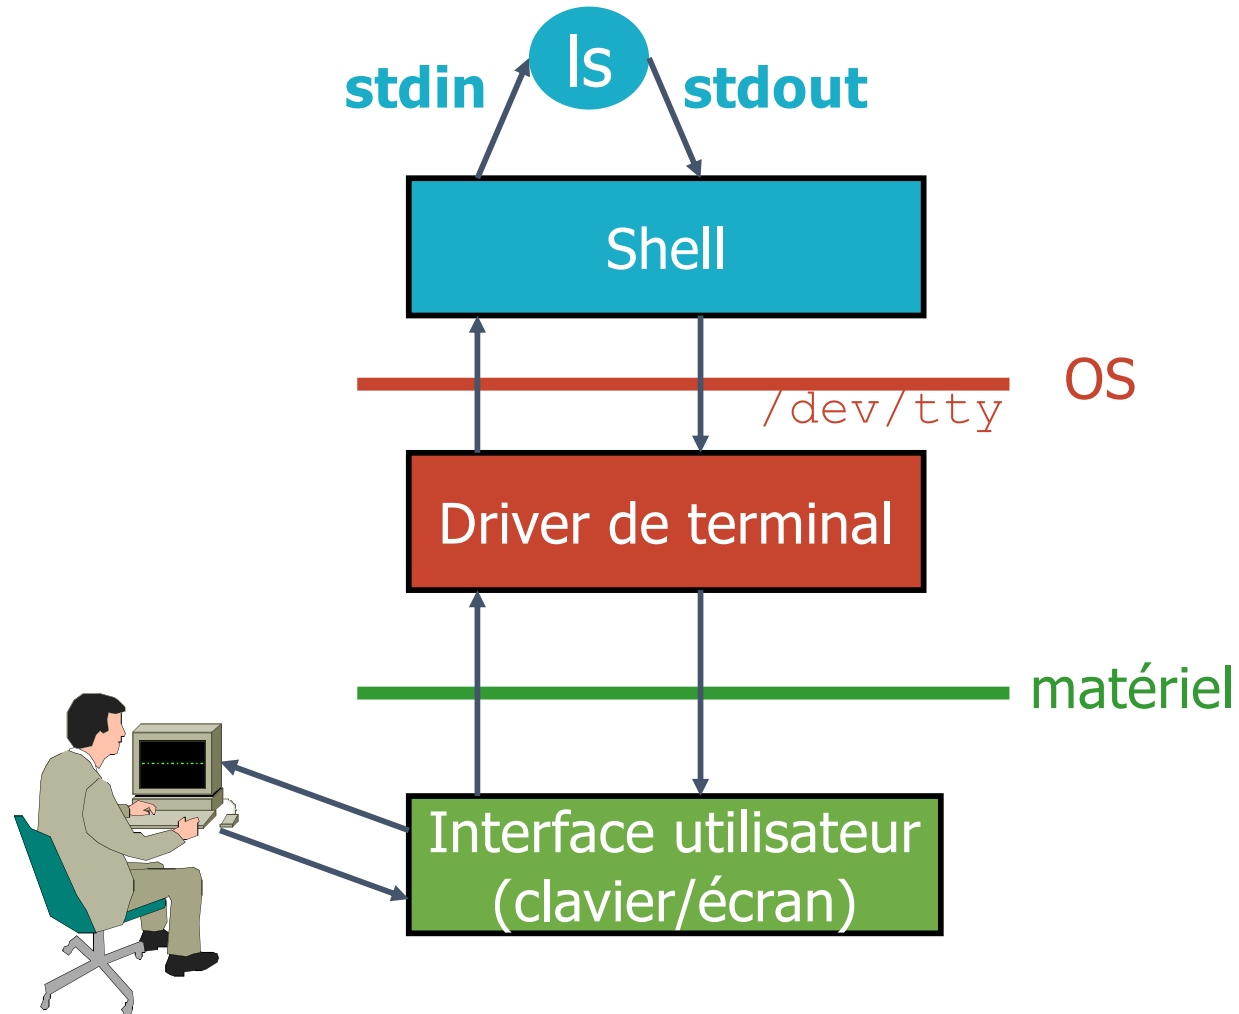 ls
stdin
stdout
Shell
OS
/dev/tty
Driver de terminal
matériel
Interface utilisateur
(clavier/écran)